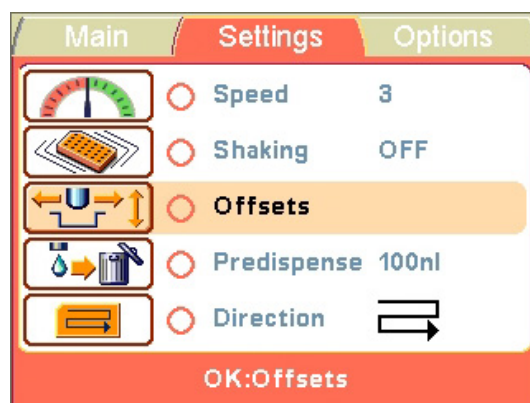 Main Settings Options
Speed 3
Shaking OFF
Offsets
Predispense 100nl
Direction
OK:Offsets